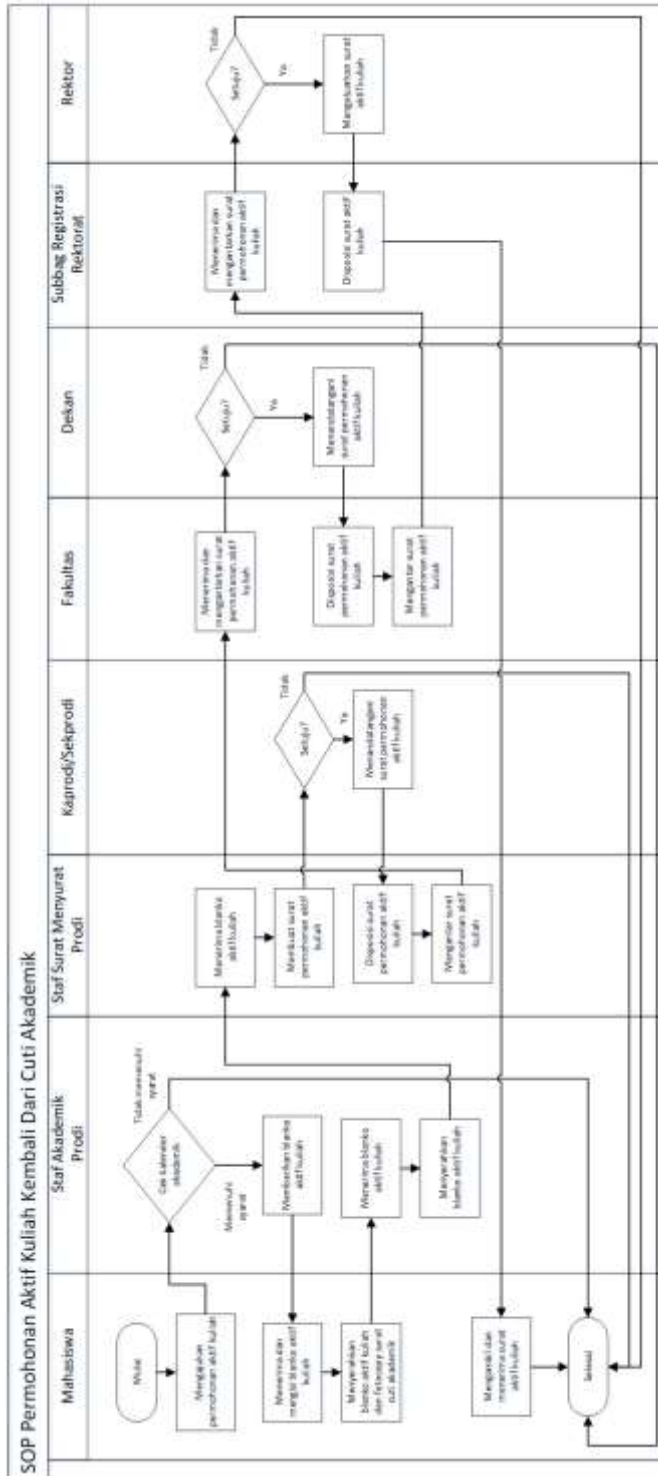 SOP Permohonan Aktif Kuliah Kembali Dari Cuti Akademik
Mahasiswa
Staf Akademik
Prodi
Staf Surat Menyurat
Prodi
Kaprodi/Sekprodi
Fakultas
Dekan
Subbag Registrasi
Rektorat
Rektor
Mulai
Mengajukan
permohonan aktif kuliah
Cek kalender
akademik
Tidak memenuhi
syarat
Memenuhi
syarat
Memberikan blanko
aktif kuliah
Menerima dan
mengisi blanko aktif
kuliah
Menyerahkan
blanko aktif kuliah
dan fotocopy surat
cuti akademik
Menerima blanko
aktif kuliah
Menyerahkan
blanko aktif kuliah
Menerima blanko
aktif kuliah
Membuat surat
permohonan aktif
kuliah
Setuju?
Tidak
Ya
Menandatangani
surat permohonan
aktif kuliah
Disposisi surat
permohonan aktif
kuliah
Mengantar surat
permohonan aktif
kuliah
Menerima dan
mengantarkan surat
permohonan aktif
kuliah
Setuju?
Tidak
Ya
Menandatangani
surat permohonan
aktif kuliah
Disposisi surat
permohonan aktif
kuliah
Mengantar surat
permohonan aktif
kuliah
Menerima dan
mengantarkan surat
permohonan aktif
kuliah
Setuju?
Tidak
Ya
Mengeluarkan surat
aktif kuliah
Disposisi surat aktif
kuliah
Mengambil dan
menerima surat
aktif kuliah
Selesai